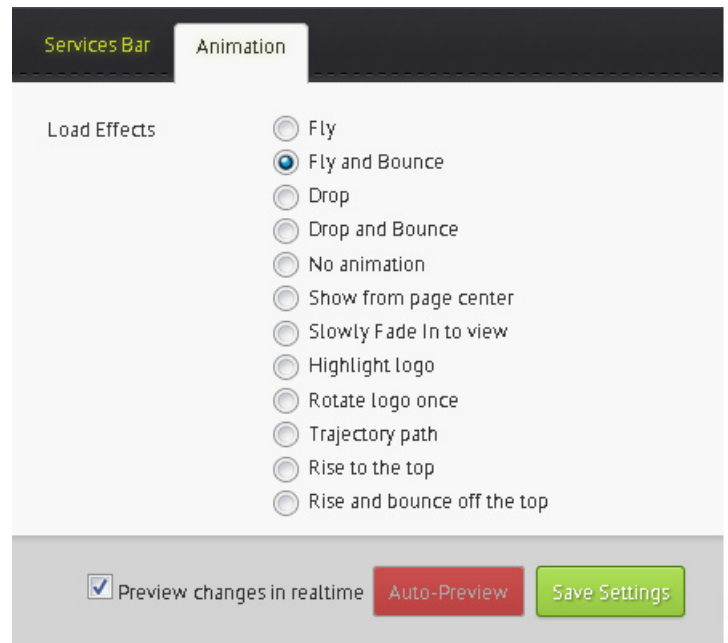 Services Bar
Animation
Load Effects
Fly
Fly and Bounce
Drop
Drop and Bounce
No animation
Show from page center
Slowly Fade In to view
Highlight logo
Rotate logo once
Trajectory path
Rise to the top
Rise and bounce off the top
Preview changes in realtime
Auto-Preview
Save Settings